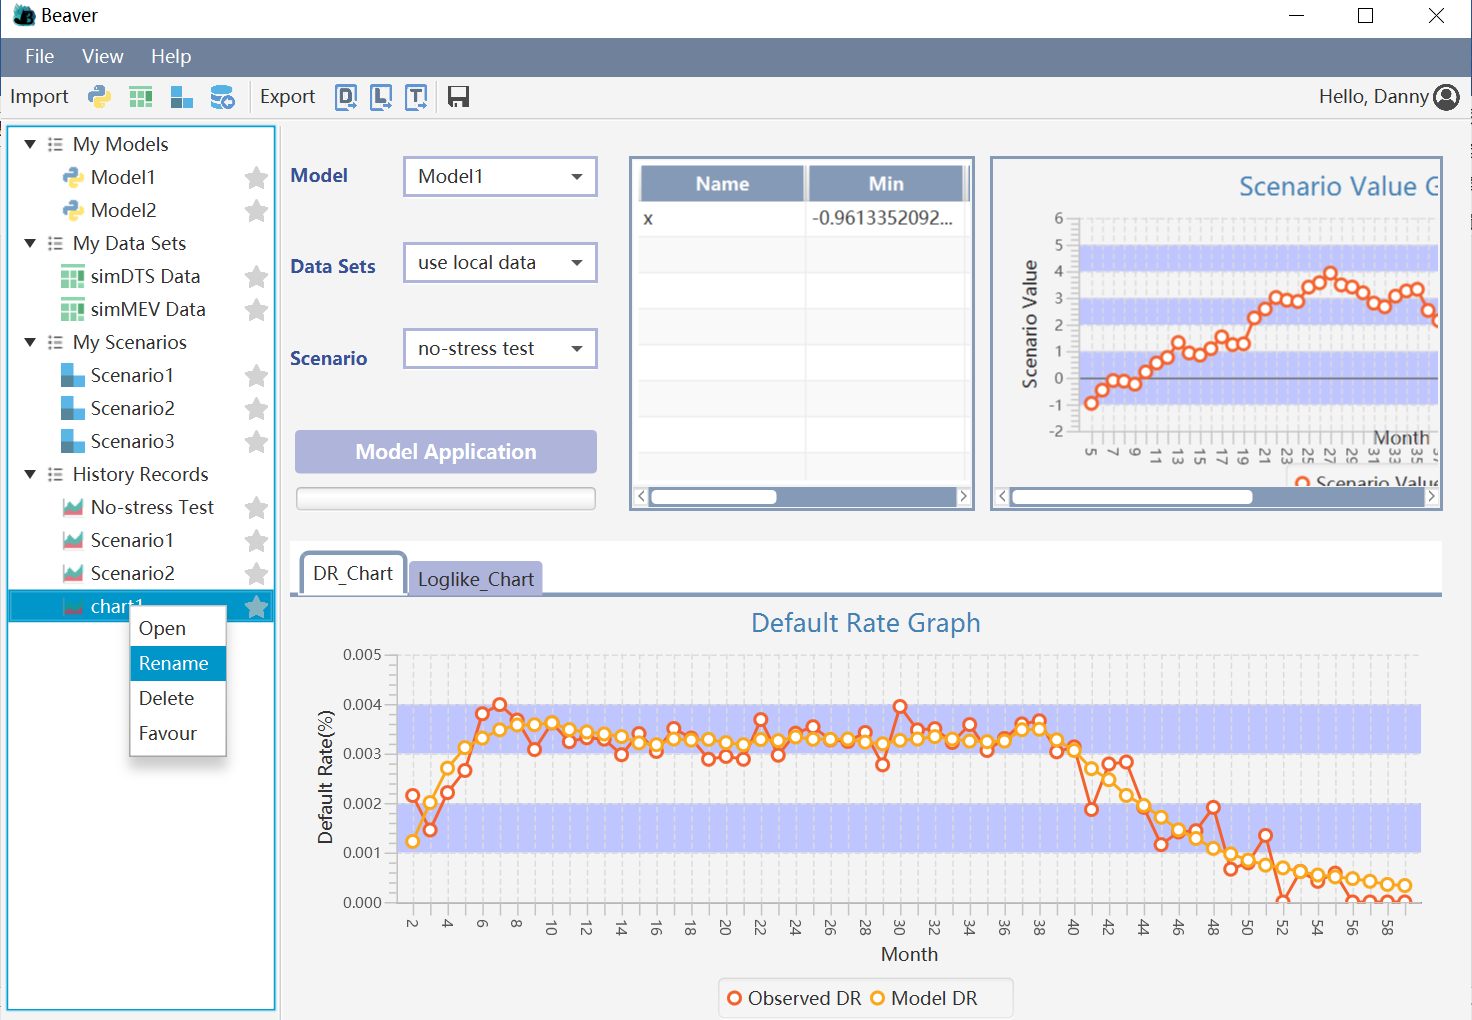 Beaver
File View Help
Import Export D L T Hello, Danny
My Models
Model1
Model2
My Data Sets
simDTS Data
simMEV Data
My Scenarios
Scenario1
Scenario2
Scenario3
History Records
No-stress Test
Scenario1
Scenario2
chart1
Open
Rename
Delete
Favour
Model Model1
Data Sets use local data
Scenario no-stress test
Model Application
Name Min
x -0.9613352092...
Scenario Value G
Scenario Value
6
5
4
3
2
1
0
-1
-2
5 7 9 11 13 15 17 19 21 23 25 27 29 31 33 35
Month
Scenario Value
DR_Chart Loglike_Chart
Default Rate Graph
Default Rate(%)
0.005
0.004
0.003
0.002
0.001
0.000
2 4 6 8 10 12 14 16 18 20 22 24 26 28 30 32 34 36 38 40 42 44 46 48 50 52 54 56 58
Month
Observed DR Model DR